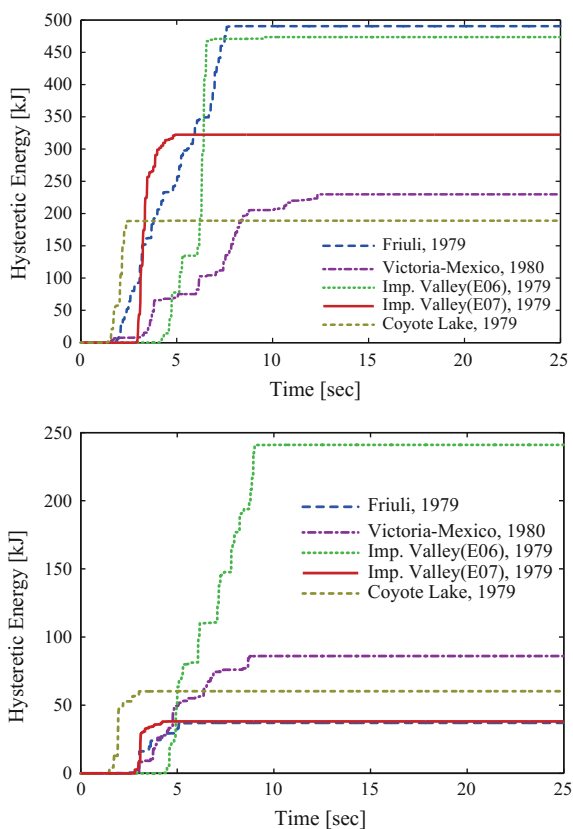 500
450
400
350
300
250
200
150
100
50
0
Hysteretic Energy [kJ]
Friuli, 1979
Victoria-Mexico, 1980
Imp. Valley(E06), 1979
Imp. Valley(E07), 1979
Coyote Lake, 1979
0 5 10 15 20 25
Time [sec]
250
200
150
100
50
0
Hysteretic Energy [kJ]
Friuli, 1979
Victoria-Mexico, 1980
Imp. Valley(E06), 1979
Imp. Valley(E07), 1979
Coyote Lake, 1979
0 5 10 15 20 25
Time [sec]